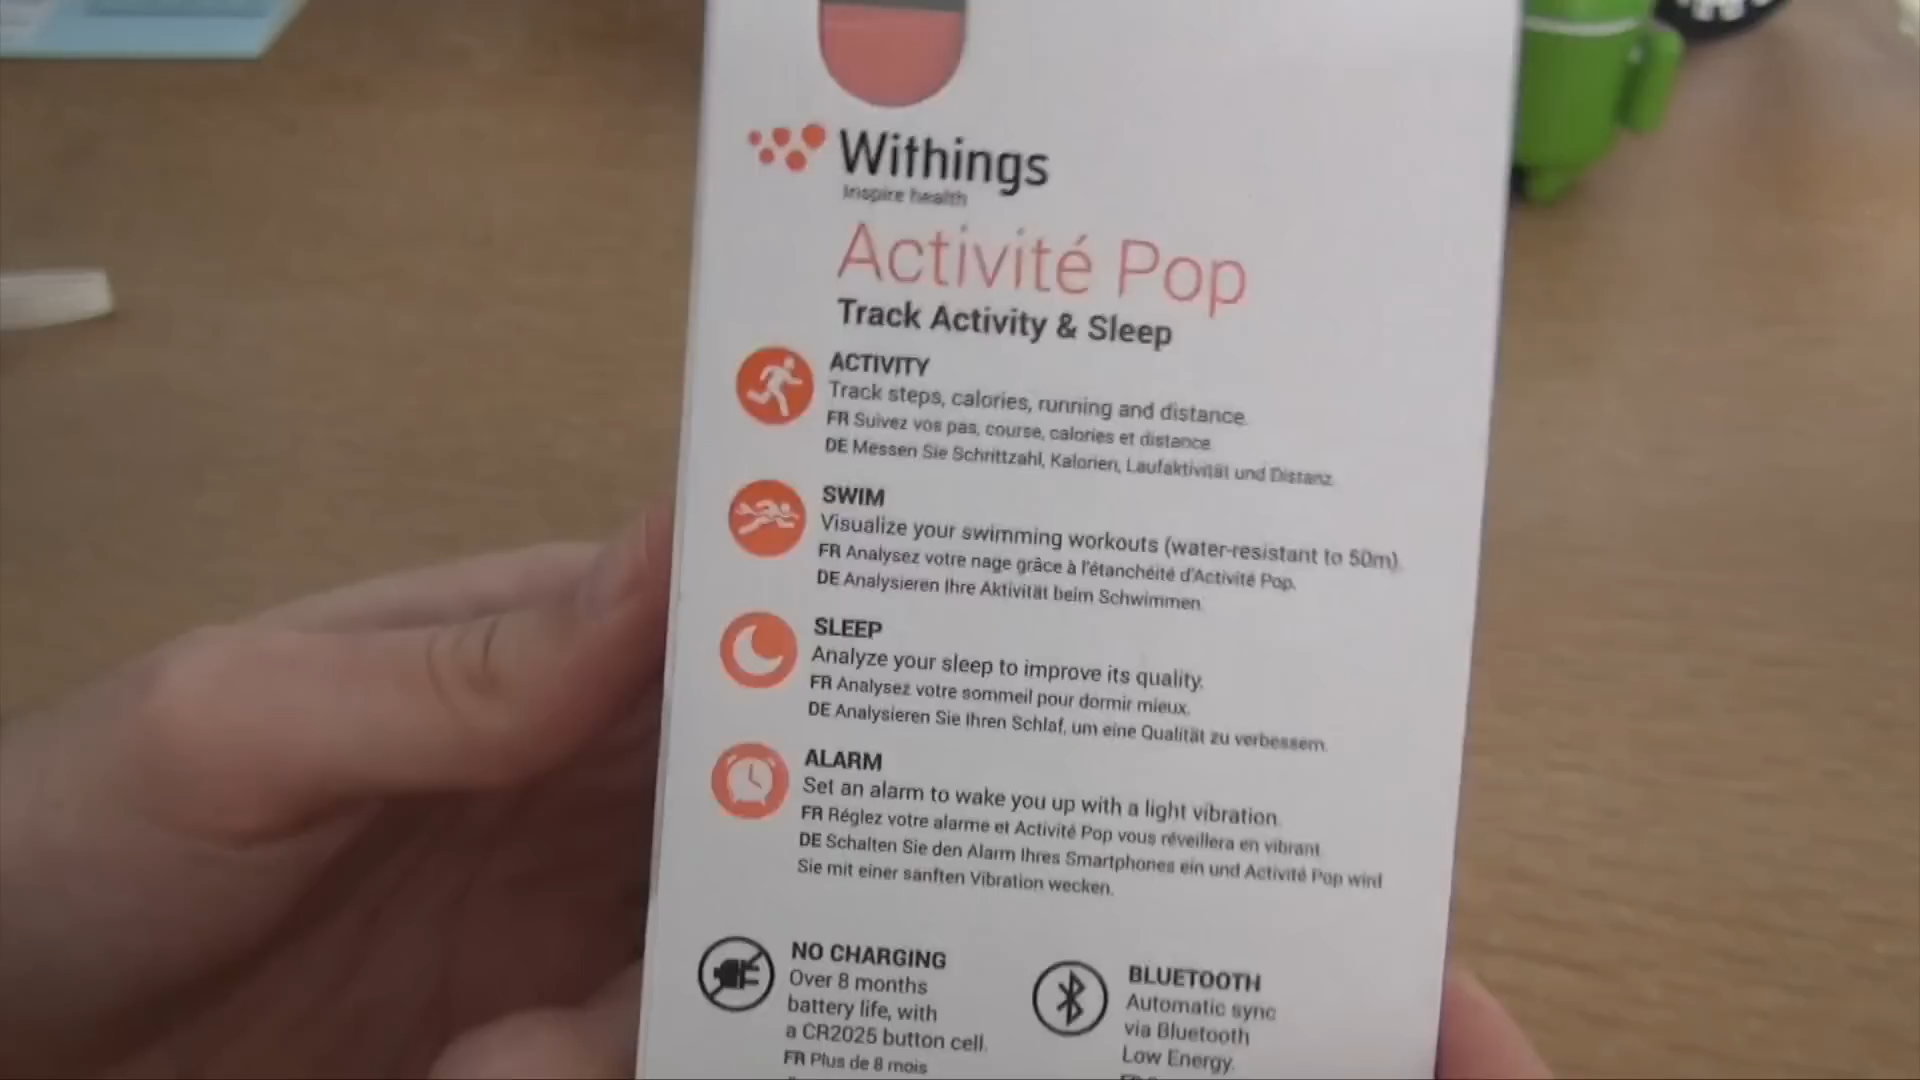 Withings
Inspire health
Activité Pop
Track Activity & Sleep
ACTIVITY
Track steps, calories, running and distance.
FR Suivez vos pas, course, calories et distance.
DE Messen Sie Schrittzahl, Kalorien, Laufaktivität und Distanz.
SWIM
Visualize your swimming workouts (water-resistant to 50m).
FR Analysez votre nage grâce à l'étanchéité d'Activité Pop.
DE Analysieren Ihre Aktivität beim Schwimmen.
SLEEP
Analyze your sleep to improve its quality.
FR Analysez votre sommeil pour dormir mieux.
DE Analysieren Sie Ihren Schlaf, um eine Qualität zu verbessern.
ALARM
Set an alarm to wake you up with a light vibration.
FR Réglez votre alarme et Activité Pop vous réveillera en vibrant.
DE Schalten Sie den Alarm Ihres Smartphones ein und Activité Pop wird
Sie mit einer sanften Vibration wecken.
NO CHARGING
Over 8 months
battery life, with
a CR2025 button cell.
FR Plus de 8 mois
BLUETOOTH
Automatic sync
via Bluetooth
Low Energy.